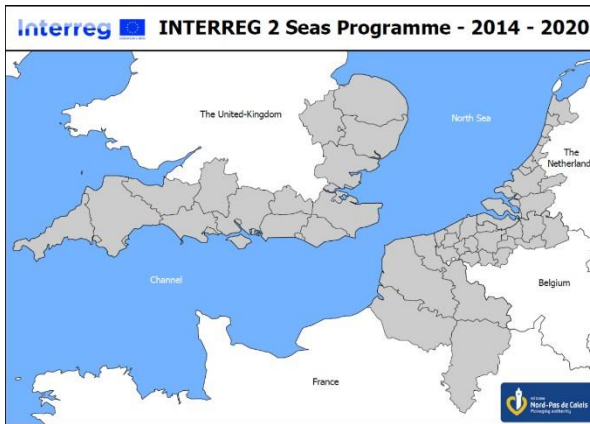 Interreg
INTERREG 2 Seas Programme - 2014 - 2020
The United-Kingdom
North Sea
The
Netherland
Channel
Belgium
France
Nord-Pas de Calais